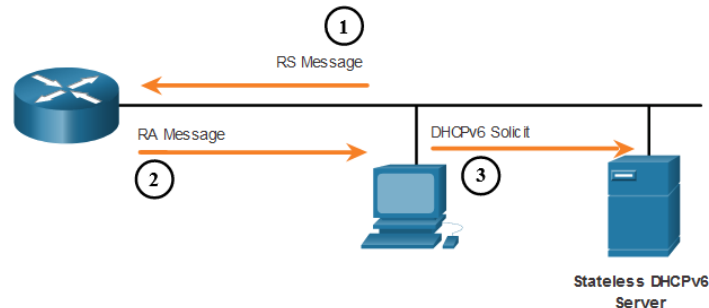 1
RS Message
RA Message
2
DHCPv6 Solicit
3
Stateless DHCPv6
Server